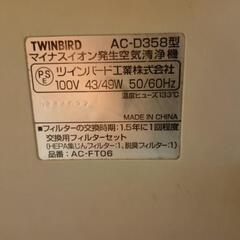 TWINBIRD AC-D358型
マイナスイオン発生空気清浄機
PSE ツインバード工業株式会社
100V 43/49W 50/60Hz
温度ヒューズ133℃
MADE IN CHINA
フィルターの交換時期:1.5年に1回程度
交換用フィルターセット
(HEPA集じんフィルター:1、脱臭フィルター:1)
品番:AC-FT06